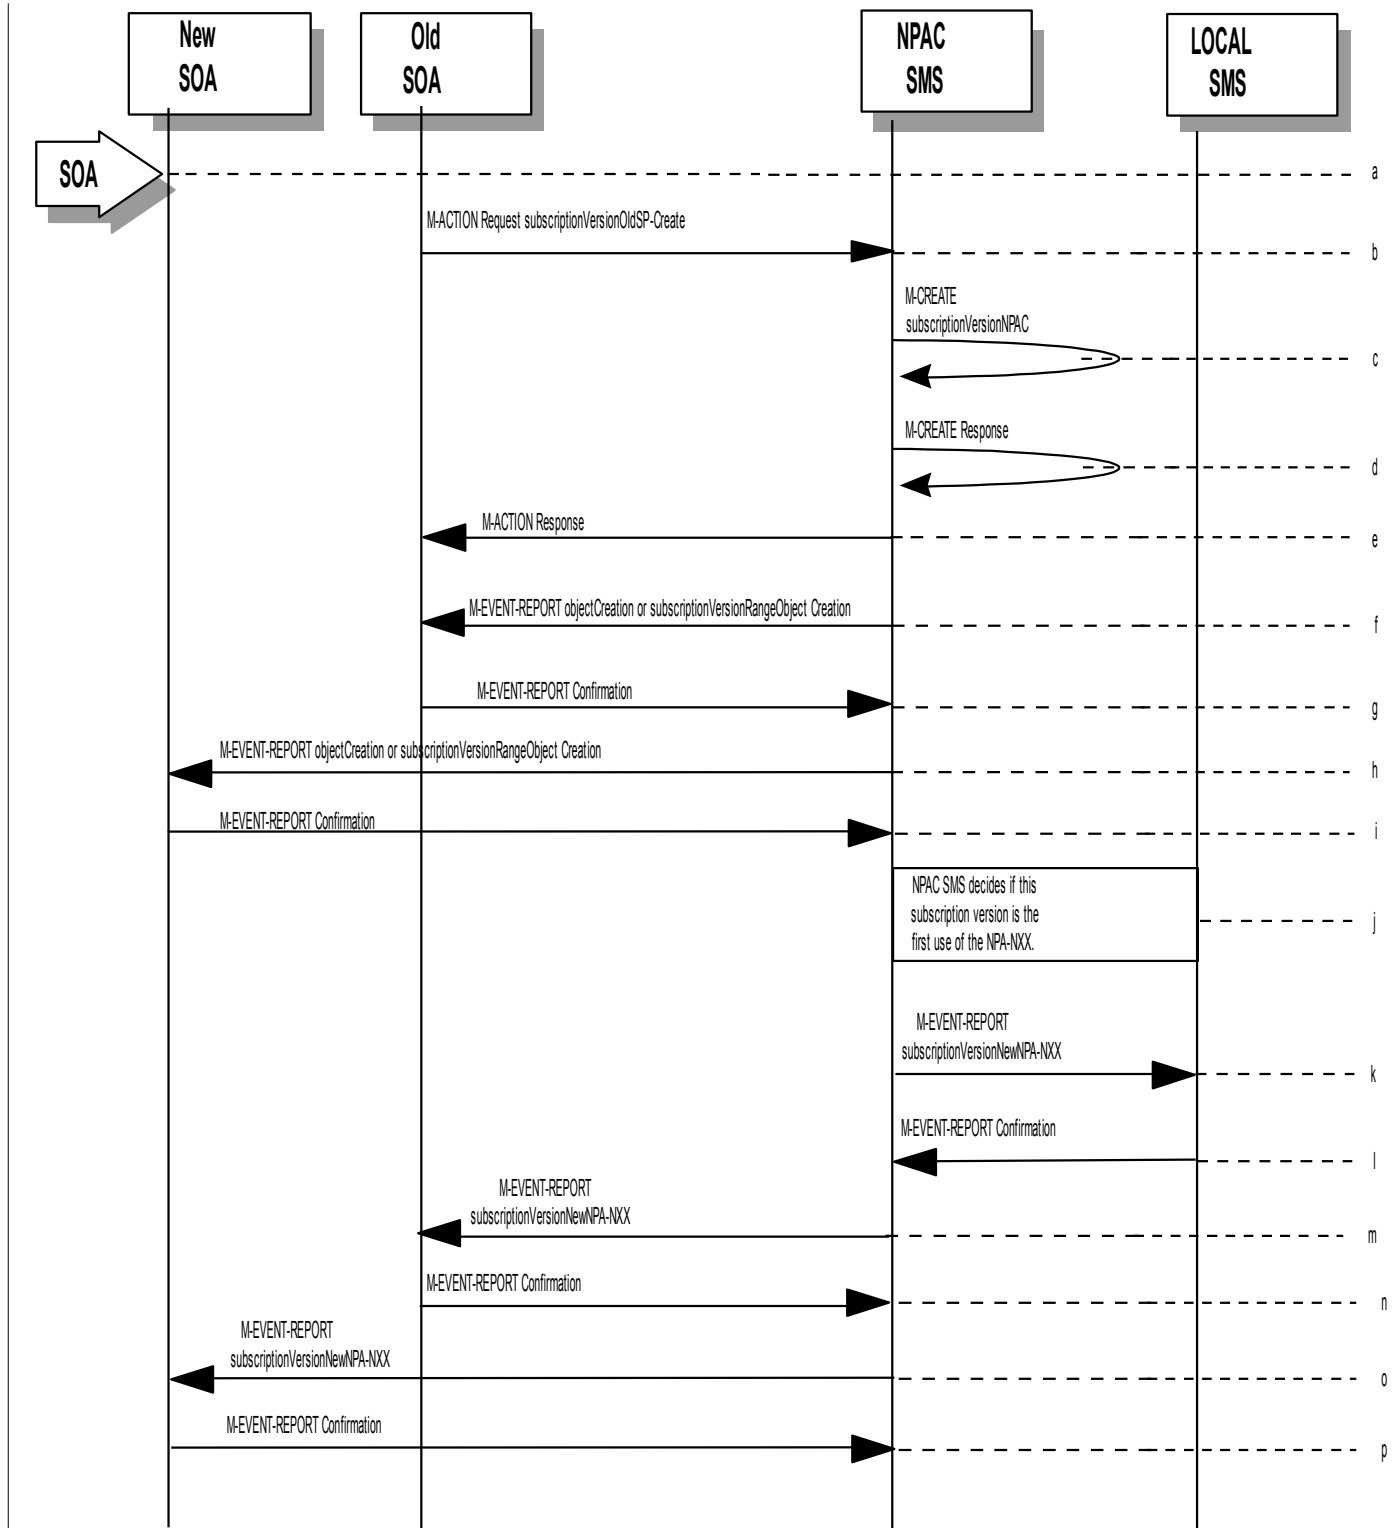 New
SOA
Old
SOA
NPAC
SMS
LOCAL
SMS
SOA
a
M-ACTION Request subscriptionVersionOldSP-Create
b
M-CREATE
subscriptionVersionNPAC
c
M-CREATE Response
d
M-ACTION Response
e
M-EVENT-REPORT objectCreation or subscriptionVersionRangeObject Creation
f
M-EVENT-REPORT Confirmation
g
M-EVENT-REPORT objectCreation or subscriptionVersionRangeObject Creation
h
M-EVENT-REPORT Confirmation
i
NPAC SMS decides if this
subscription version is the
first use of the NPA-NXX.
j
M-EVENT-REPORT
subscriptionVersionNewNPA-NXX
k
M-EVENT-REPORT Confirmation
l
M-EVENT-REPORT
subscriptionVersionNewNPA-NXX
m
M-EVENT-REPORT Confirmation
n
M-EVENT-REPORT
subscriptionVersionNewNPA-NXX
o
M-EVENT-REPORT Confirmation
p